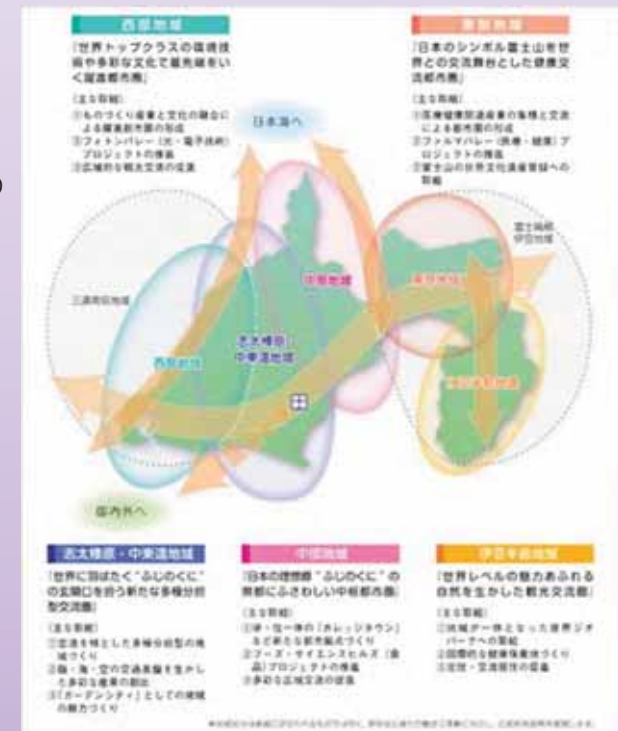 西部地域
「世界トップクラスの環境技
術や多彩な文化で最先端をい
く躍進都市圏」
(主な取組)
①ものづくり産業と文化の融合に
による躍進都市圏の形成
②フォトンバレー(光・電子技術)
プロジェクトの推進
③広域的な観光交流の促進
東部地域
「日本のシンボル富士山を世
界との交流舞台とした健康交
流都市圏」
(主な取組)
①医療健康関連産業の集積と交流
による都市圏の形成
②ファルマバレー(医療・健康)プ
ロジェクトの推進
③富士山の世界文化遺産登録への
取組
日本海へ
富士箱根
伊豆地域
三遠南信地域
中部地域
東部地域
志太榛原・
中東遠地域
西部地域
伊豆半島地域
国内外へ
志太榛原・中東遠地域
「世界に羽ばたく“ふじのくに”
の玄関口を担う新たな多極分担
型交流圏」
(主な取組)
①空港を核とした多極分担型の地
域づくり
②陸・海・空の交通基盤を生かし
た多彩な産業の創出
③「ガーデンシティ」としての地域
の魅力づくり
中部地域
「日本の理想郷“ふじのくに”の
県都にふさわしい中枢都市圏」
(主な取組)
など新たな都市拠点づくり
②フーズ・サイエンスヒルズ(食
品)プロジェクトの推進
③多彩な広域交流の促進
伊豆半島地域
「世界レベルの魅力あふれる
自然を生かした観光交流圏」
(主な取組)
①地域が一体となった世界ジオ
パークへの取組
②国際的な健康保養地づくり
③定住・交流居住の促進